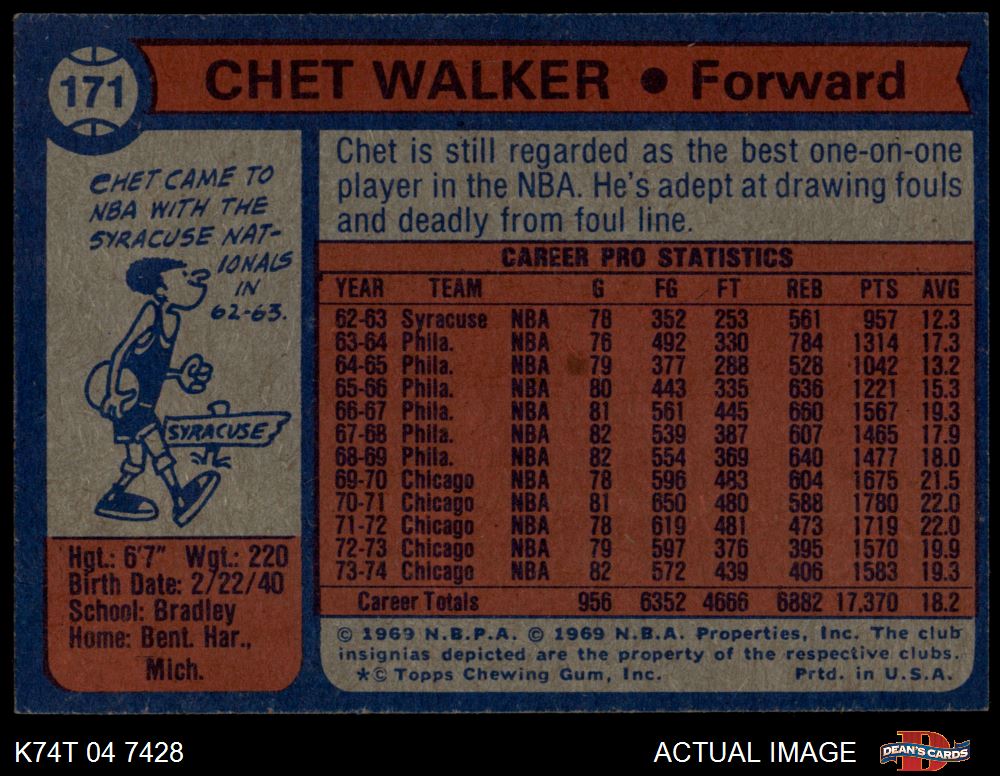 171
CHET WALKER ● Forward
CHET CAME TO
NBA WITH THE
SYRACUSE NAT-
IONALS
IN
62-63.
SYRACUSE
Hgt.: 6'7" Wgt.: 220
Birth Date: 2/22/40
School: Bradley
Home: Bent. Har.,
Mich.
Chet is still regarded as the best one-on-one
player in the NBA. He's adept at drawing fouls
and deadly from foul line.
CAREER PRO STATISTICS
YEAR TEAM G FG FT REB PTS AVG
62-63 Syracuse NBA 78 352 253 561 957 12.3
63-64 Phila. NBA 76 492 330 784 1314 17.3
64-65 Phila. NBA 79 377 288 528 1042 13.2
65-66 Phila. NBA 80 443 335 636 1221 15.3
66-67 Phila. NBA 81 561 445 660 1567 19.3
67-68 Phila. NBA 82 539 387 607 1465 17.9
68-69 Phila. NBA 82 554 369 640 1477 18.0
69-70 Chicago NBA 78 596 483 604 1675 21.5
70-71 Chicago NBA 81 650 480 588 1780 22.0
71-72 Chicago NBA 78 619 481 473 1719 22.0
72-73 Chicago NBA 79 597 376 395 1570 19.9
73-74 Chicago NBA 82 572 439 406 1583 19.3
Career Totals 956 6352 4666 6882 17,370 18.2
© 1969 N.B.P.A. © 1969 N.B.A. Properties, Inc. The club
insignias depicted are the property of the respective clubs.
*© Topps Chewing Gum, Inc. Prtd. in U.S.A.
K74T 04 7428
ACTUAL IMAGE
D
DEAN'S CARDS